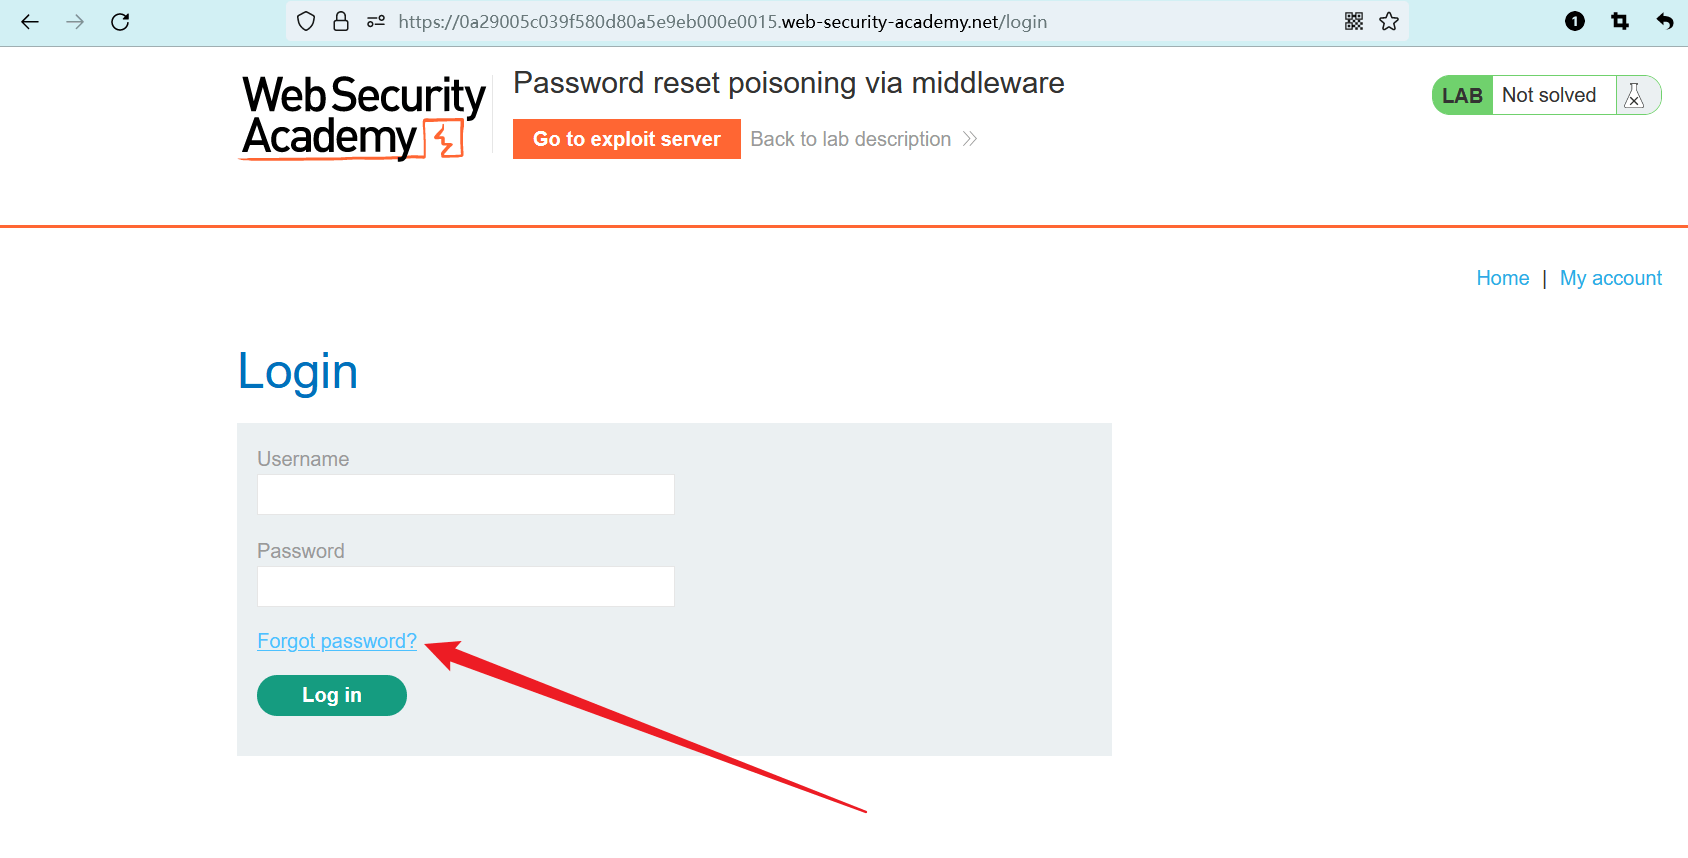 https://0a29005c039f580d80a5e9eb000e0015.web-security-academy.net/login
1
Web Security
Academy
Password reset poisoning via middleware
Go to exploit server
Back to lab description
LAB
Not solved
Home | My account
Login
Username
Password
Forgot password?
Log in